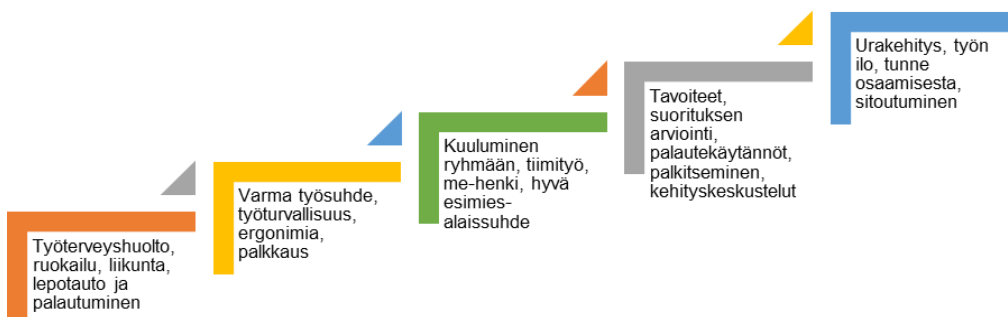 Työterveyshuolto,
ruokailu, liikunta,
lepotauto ja
palautuminen
Varma työsuhde,
työturvallisuus,
ergonimia,
palkkaus
Kuuluminen
ryhmään, tiimityö,
me-henki, hyvä
esimies-
alaissuhde
Tavoiteet,
suorituksen
arviointi,
palautekäytännöt,
palkitseminen,
kehityskeskustelut
Urakehitys, työn
ilo, tunne
osaamisesta,
sitoutuminen